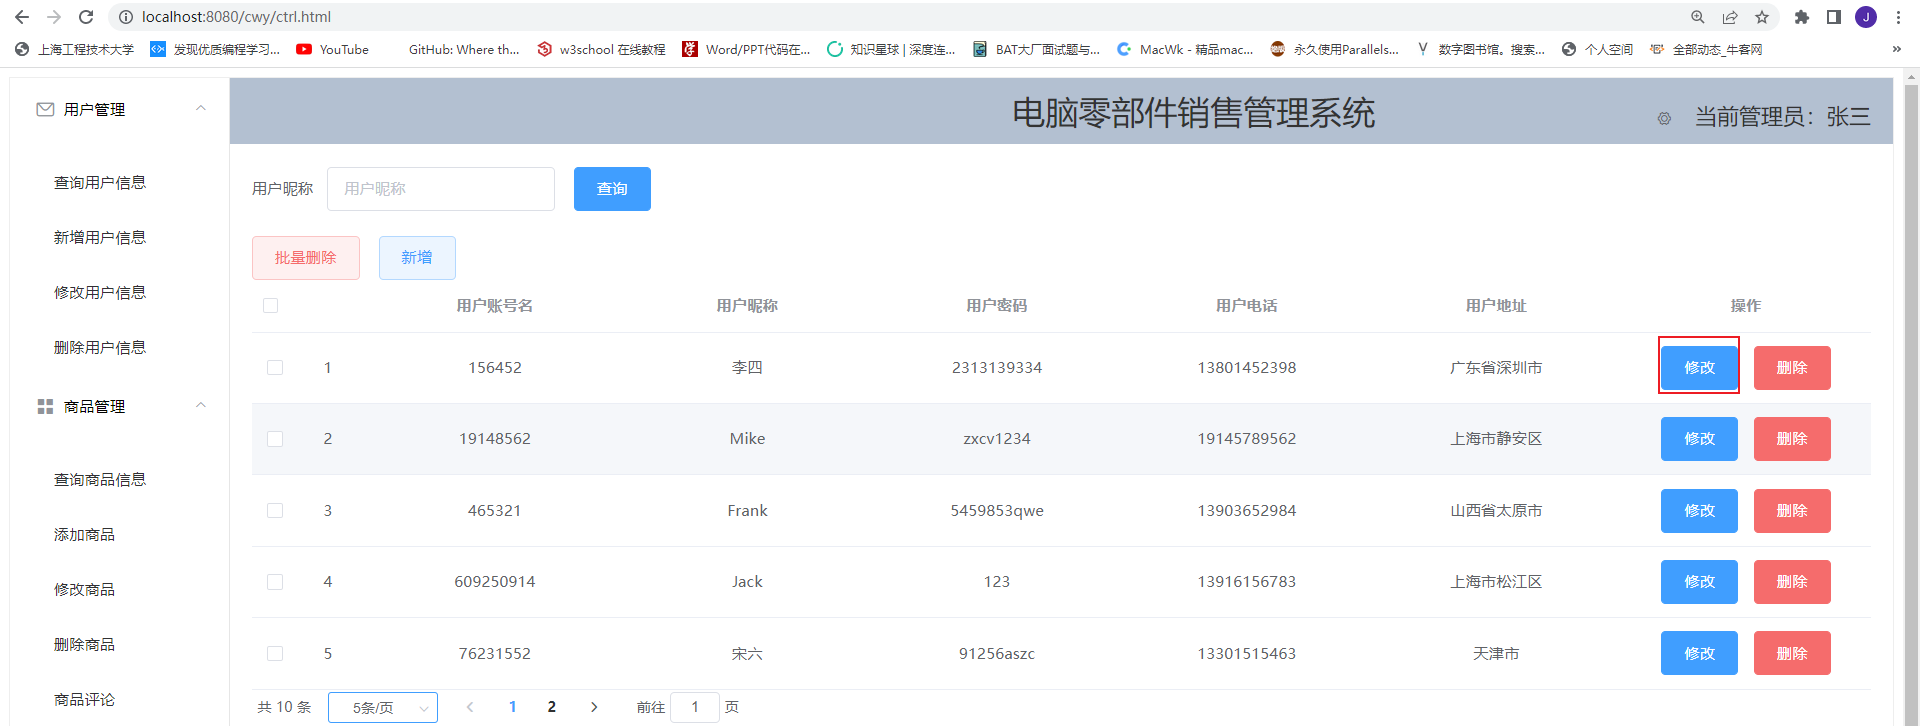 localhost:8080/cwy/ctrl.html
J
上海工程技术大学 发现优质编程学习... YouTube GitHub: Where th... w3school 在线教程 Word/PPT代码在... 知识星球 | 深度连... BAT大厂面试题与... MacWk - 精品mac... 永久使用Parallels... 数字图书馆。搜索... 个人空间 全部动态_牛客网 »
用户管理
电脑零部件销售管理系统
当前管理员：张三
查询用户信息
新增用户信息
修改用户信息
删除用户信息
商品管理
查询商品信息
添加商品
修改商品
删除商品
商品评论
用户昵称 用户昵称 查询
批量删除 新增
用户账号名 用户昵称 用户密码 用户电话 用户地址 操作
1 156452 李四 2313139334 13801452398 广东省深圳市 修改 删除
2 19148562 Mike zxcv1234 19145789562 上海市静安区 修改 删除
3 465321 Frank 5459853qwe 13903652984 山西省太原市 修改 删除
4 609250914 Jack 123 13916156783 上海市松江区 修改 删除
5 76231552 宋六 91256aszc 13301515463 天津市 修改 删除
共 10 条 5条/页 1 2 前往 1 页